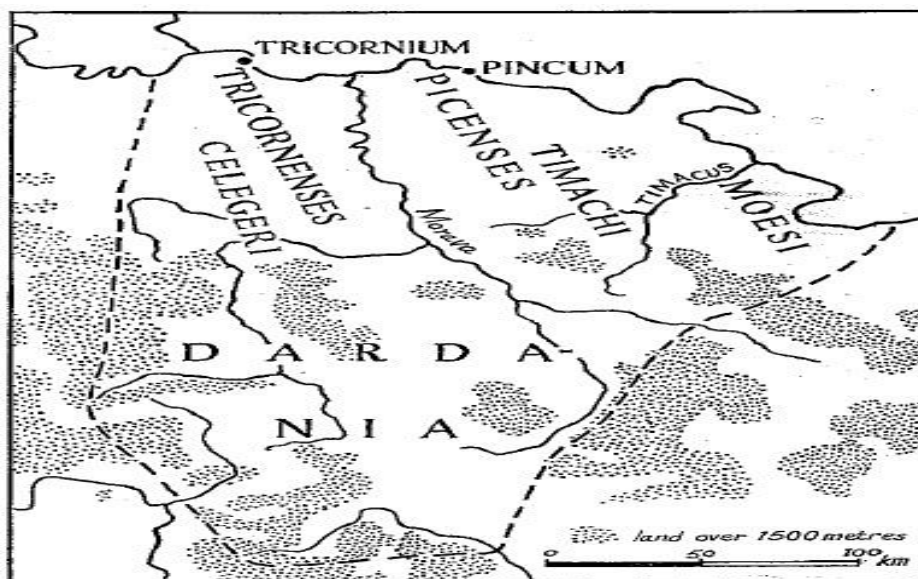 TRICORNIUM
PINCUM
TRICORNENSES
CELEGERI
PICENSES
TIMACHI
TIMACUS
MOESI
Morava
D A R D A-
N I A
land over 1500 metres
0 50 100
km